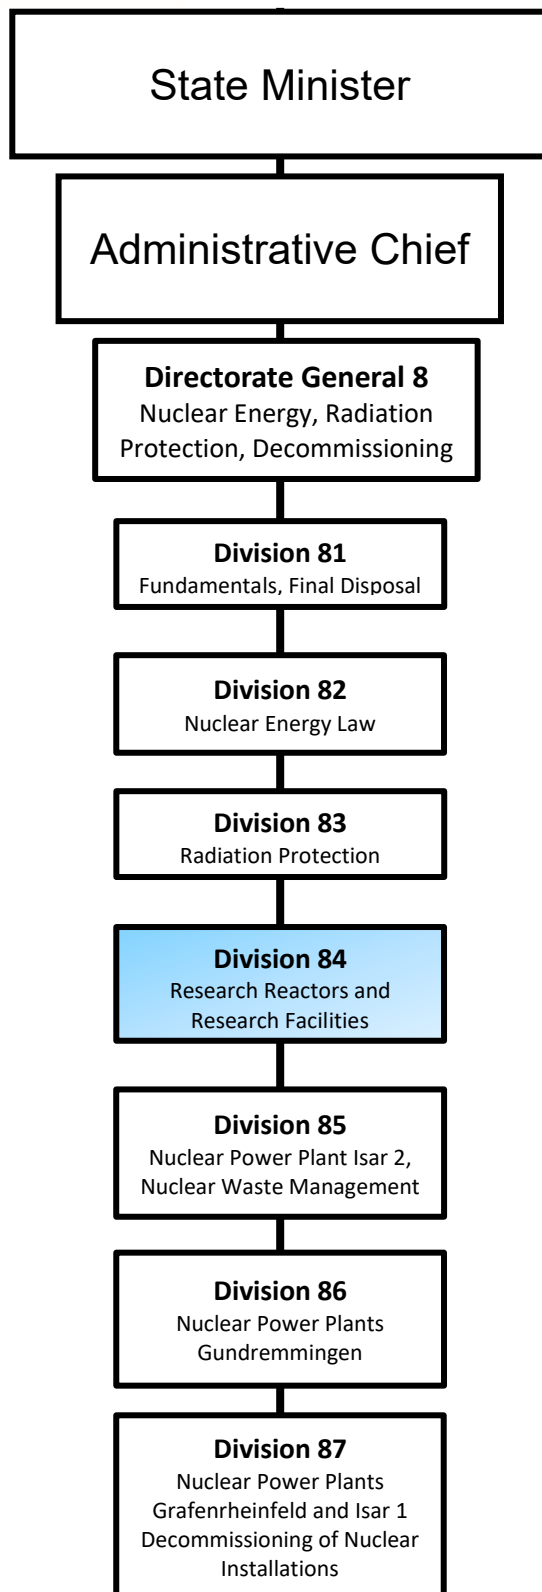 State Minister
Administrative Chief
Directorate General 8
Nuclear Energy, Radiation
Protection, Decommissioning
Division 81
Fundamentals, Final Disposal
Division 82
Nuclear Energy Law
Division 83
Radiation Protection
Division 84
Research Reactors and
Research Facilities
Division 85
Nuclear Power Plant Isar 2,
Nuclear Waste Management
Division 86
Nuclear Power Plants
Gundremmingen
Division 87
Nuclear Power Plants
Grafenrheinfeld and Isar 1
Decommissioning of Nuclear
Installations